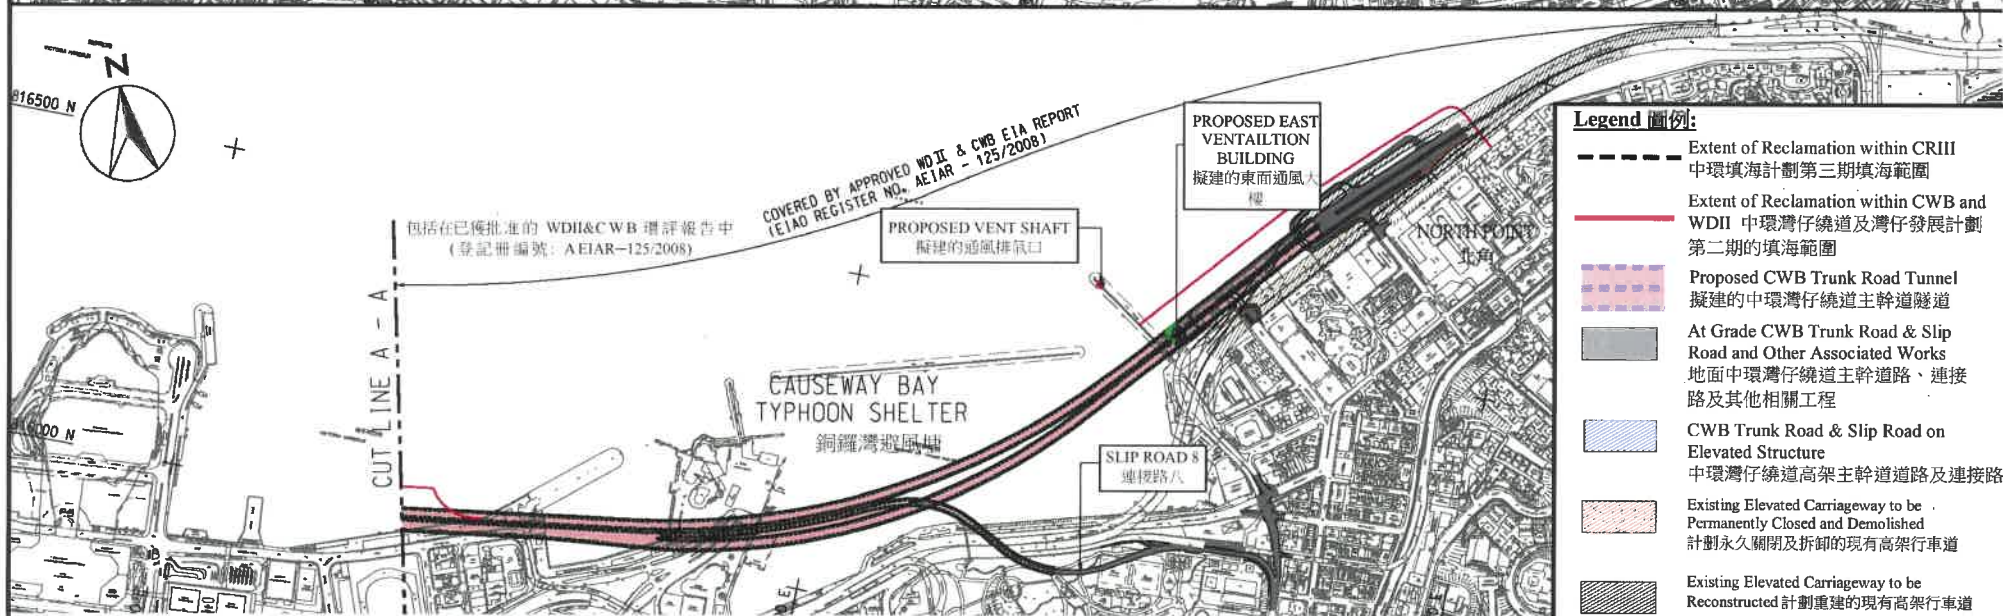 N
816500 N
包括在已獲批准的 WDII&CWB 環評報告中
(登記冊編號: AEIAR-125/2008)
COVERED BY APPROVED WDII & CWB EIA REPORT
(EIAO REGISTER NO. AEIAR - 125/2008)
PROPOSED VENT SHAFT
擬建的通風排氣口
PROPOSED EAST
VENTAILTION
BUILDING
擬建的東面通風大
樓
NORTH POINT
北角
CUT LINE A - A
CAUSEWAY BAY
TYPHOON SHELTER
銅鑼灣避風塘
SLIP ROAD 8
連接路八
Legend 圖例:
Extent of Reclamation within CRIII
中環填海計劃第三期填海範圍
Extent of Reclamation within CWB and
WDII 中環灣仔繞道及灣仔發展計劃
第二期的填海範圍
Proposed CWB Trunk Road Tunnel
擬建的中環灣仔繞道主幹道隧道
At Grade CWB Trunk Road & Slip
Road and Other Associated Works
地面中環灣仔繞道主幹道路、連接
路及其他相關工程
CWB Trunk Road & Slip Road on
Elevated Structure
中環灣仔繞道高架主幹道道路及連接路
Existing Elevated Carriageway to be
Permanently Closed and Demolished
計劃永久關閉及拆卸的現有高架行車道
Existing Elevated Carriageway to be
Reconstructed 計劃重建的現有高架行車道